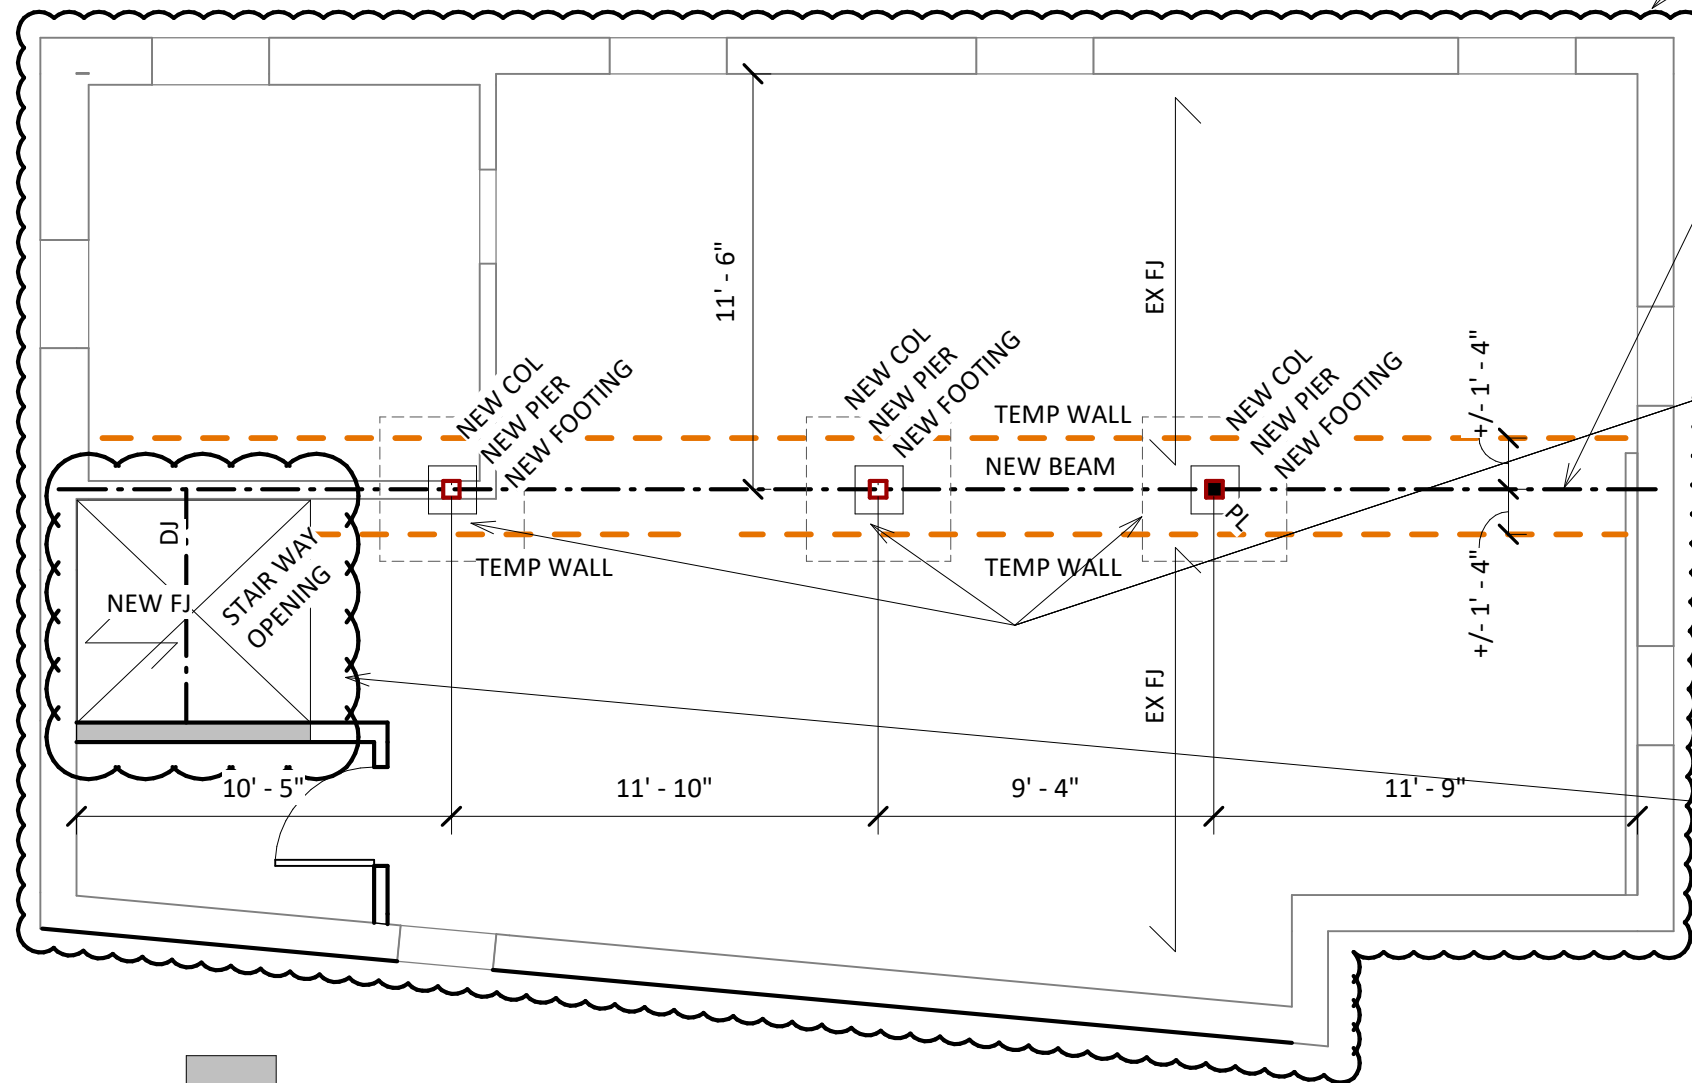 11' - 6"
EX FJ
+/- 1' - 4"
NEW COL
NEW PIER
NEW FOOTING
NEW COL
NEW PIER
NEW FOOTING
NEW COL
NEW PIER
NEW FOOTING
TEMP WALL
NEW BEAM
PL
DJ
TEMP WALL
TEMP WALL
NEW FJ
STAIR WAY
OPENING
+/- 1' - 4"
EX FJ
10' - 5"
11' - 10"
9' - 4"
11' - 9"